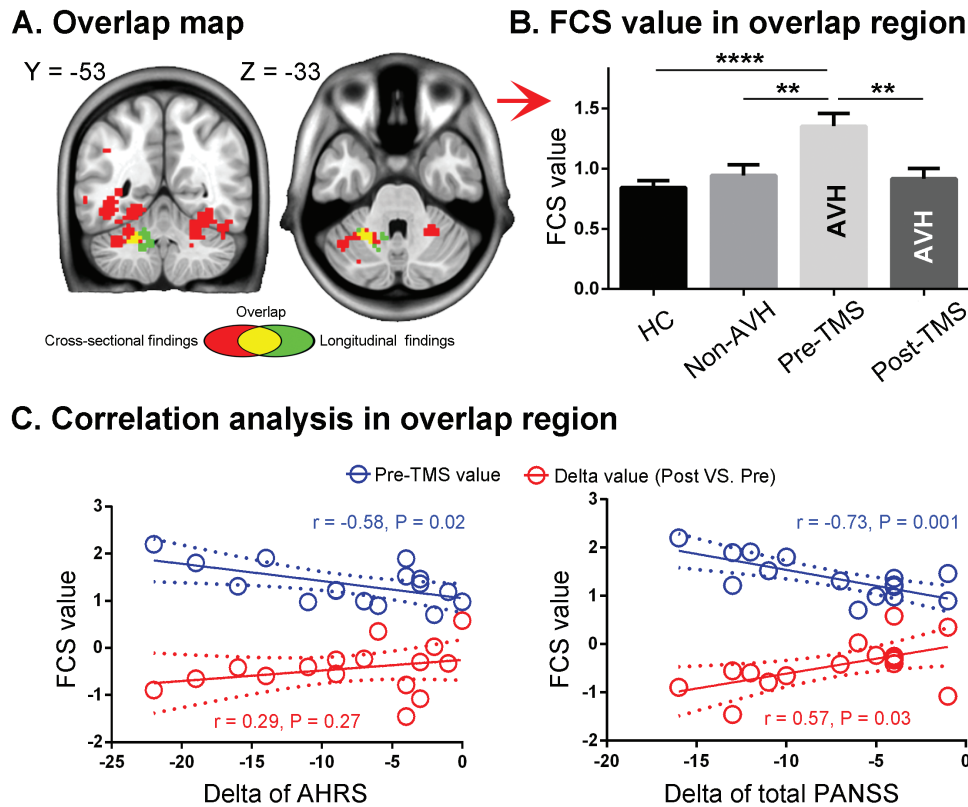 A. Overlap map
Y = -53
Z = -33
Overlap
Cross-sectional findings
Longitudinal findings
B. FCS value in overlap region
****
**
**
FCS value
1.5
1.0
0.5
0.0
AVH
AVH
HC
Non-AVH
Pre-TMS
Post-TMS
C. Correlation analysis in overlap region
Pre-TMS value
Delta value (Post VS. Pre)
FCS value
3
2
1
0
-1
-2
r = -0.58, P = 0.02
r = 0.29, P = 0.27
-25
-20
-15
-10
-5
0
Delta of AHRS
FCS value
3
2
1
0
-1
-2
r = -0.73, P = 0.001
r = 0.57, P = 0.03
-20
-15
-10
-5
0
Delta of total PANSS